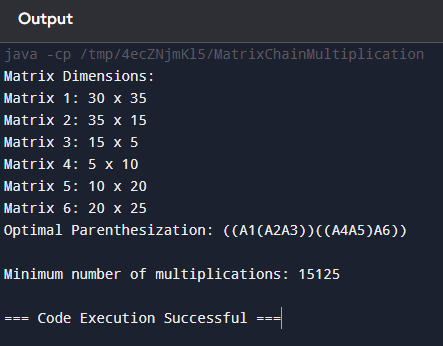 Output
java -cp /tmp/4ecZNjmKl5/MatrixChainMultiplication
Matrix Dimensions:
Matrix 1: 30 x 35
Matrix 2: 35 x 15
Matrix 3: 15 x 5
Matrix 4: 5 x 10
Matrix 5: 10 x 20
Matrix 6: 20 x 25
Optimal Parenthesization: ((A1(A2A3))((A4A5)A6))
Minimum number of multiplications: 15125
=== Code Execution Successful ===